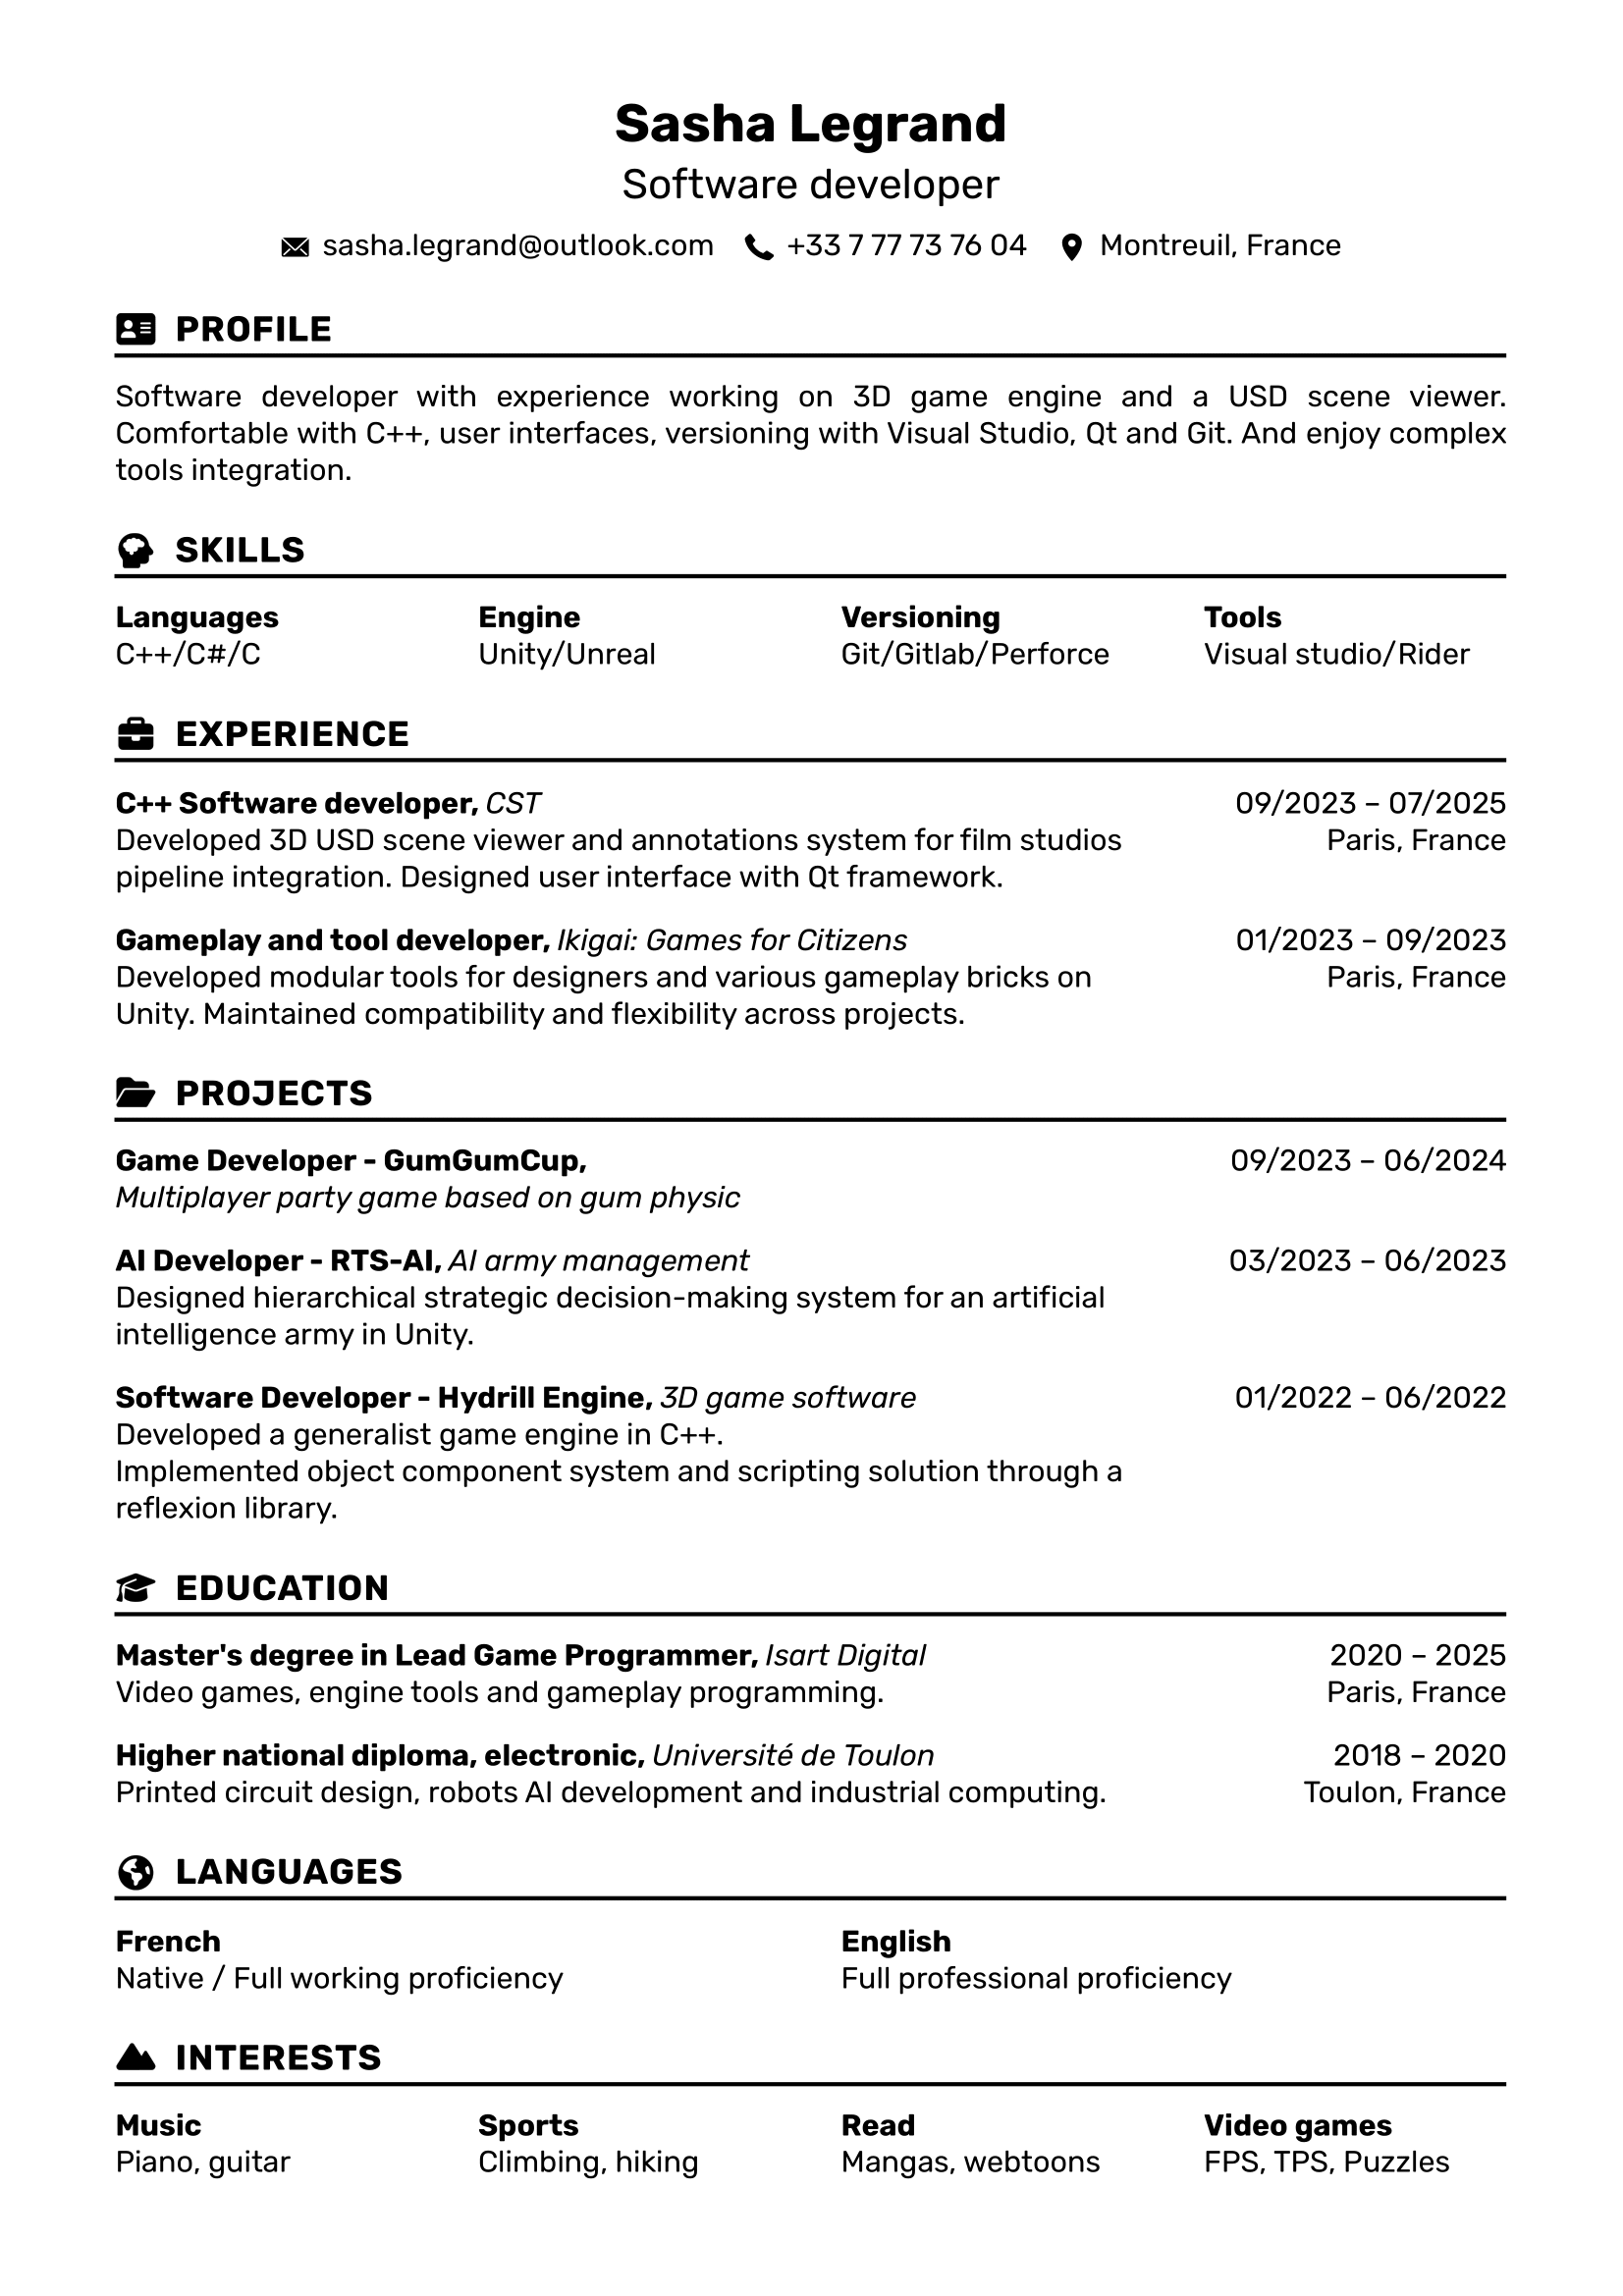 Sasha Legrand
Software developer
sasha.legrand@outlook.com +33 7 77 73 76 04 Montreuil, France
PROFILE
Software developer with experience working on 3D game engine and a USD scene viewer.
Comfortable with C++, user interfaces, versioning with Visual Studio, Qt and Git. And enjoy complex
tools integration.
SKILLS
Languages Engine Versioning Tools
C++/C#/C Unity/Unreal Git/Gitlab/Perforce Visual studio/Rider
EXPERIENCE
C++ Software developer, CST 09/2023 – 07/2025
Developed 3D USD scene viewer and annotations system for film studios Paris, France
pipeline integration. Designed user interface with Qt framework.
Gameplay and tool developer, Ikigai: Games for Citizens 01/2023 – 09/2023
Developed modular tools for designers and various gameplay bricks on Paris, France
Unity. Maintained compatibility and flexibility across projects.
PROJECTS
Game Developer - GumGumCup, 09/2023 – 06/2024
Multiplayer party game based on gum physic
AI Developer - RTS-AI, AI army management 03/2023 – 06/2023
Designed hierarchical strategic decision-making system for an artificial
intelligence army in Unity.
Software Developer - Hydrill Engine, 3D game software 01/2022 – 06/2022
Developed a generalist game engine in C++.
Implemented object component system and scripting solution through a
reflexion library.
EDUCATION
Master's degree in Lead Game Programmer, Isart Digital 2020 – 2025
Video games, engine tools and gameplay programming. Paris, France
Higher national diploma, electronic, Université de Toulon 2018 – 2020
Printed circuit design, robots AI development and industrial computing. Toulon, France
LANGUAGES
French English
Native / Full working proficiency Full professional proficiency
INTERESTS
Music Sports Read Video games
Piano, guitar Climbing, hiking Mangas, webtoons FPS, TPS, Puzzles